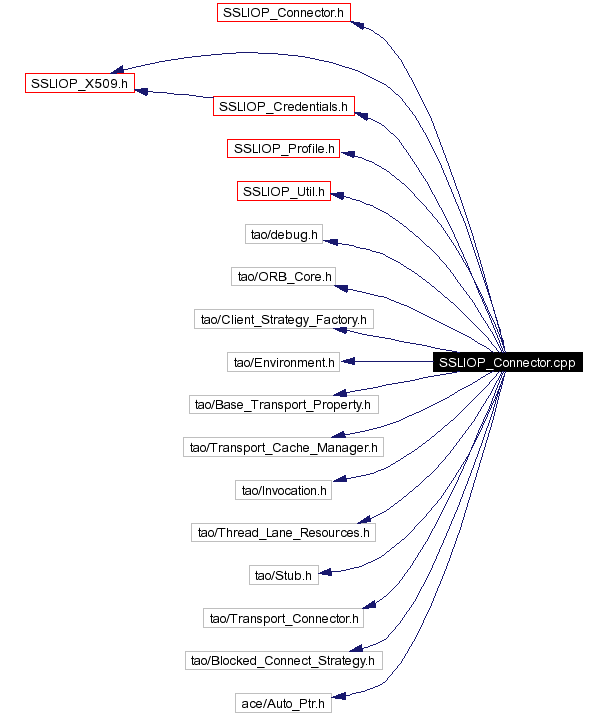 SSLIOP_Connector.h
SSLIOP_X509.h
SSLIOP_Credentials.h
SSLIOP_Profile.h
SSLIOP_Util.h
tao/debug.h
tao/ORB_Core.h
tao/Client_Strategy_Factory.h
tao/Environment.h
SSLIOP_Connector.cpp
tao/Base_Transport_Property.h
tao/Transport_Cache_Manager.h
tao/Invocation.h
tao/Thread_Lane_Resources.h
tao/Stub.h
tao/Transport_Connector.h
tao/Blocked_Connect_Strategy.h
ace/Auto_Ptr.h